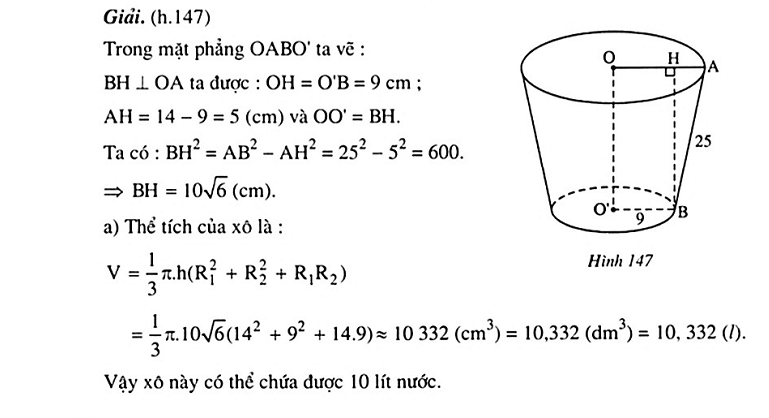 Giải. (h.147)
Trong mặt phẳng OABO' ta vẽ :
BH ⊥ OA ta được : OH = O'B = 9 cm ;
AH = 14 – 9 = 5 (cm) và OO' = BH.
Ta có : BH² = AB² – AH² = 25² – 5² = 600.
⇒ BH = 10√6 (cm).
a) Thể tích của xô là :
V = 1/3 π.h(R₁² + R₂² + R₁R₂)
= 1/3 π.10√6(14² + 9² + 14.9) ≈ 10 332 (cm³) = 10,332 (dm³) = 10, 332 (l).
Vậy xô này có thể chứa được 10 lít nước.
O H A
25
O' 9 B
Hình 147